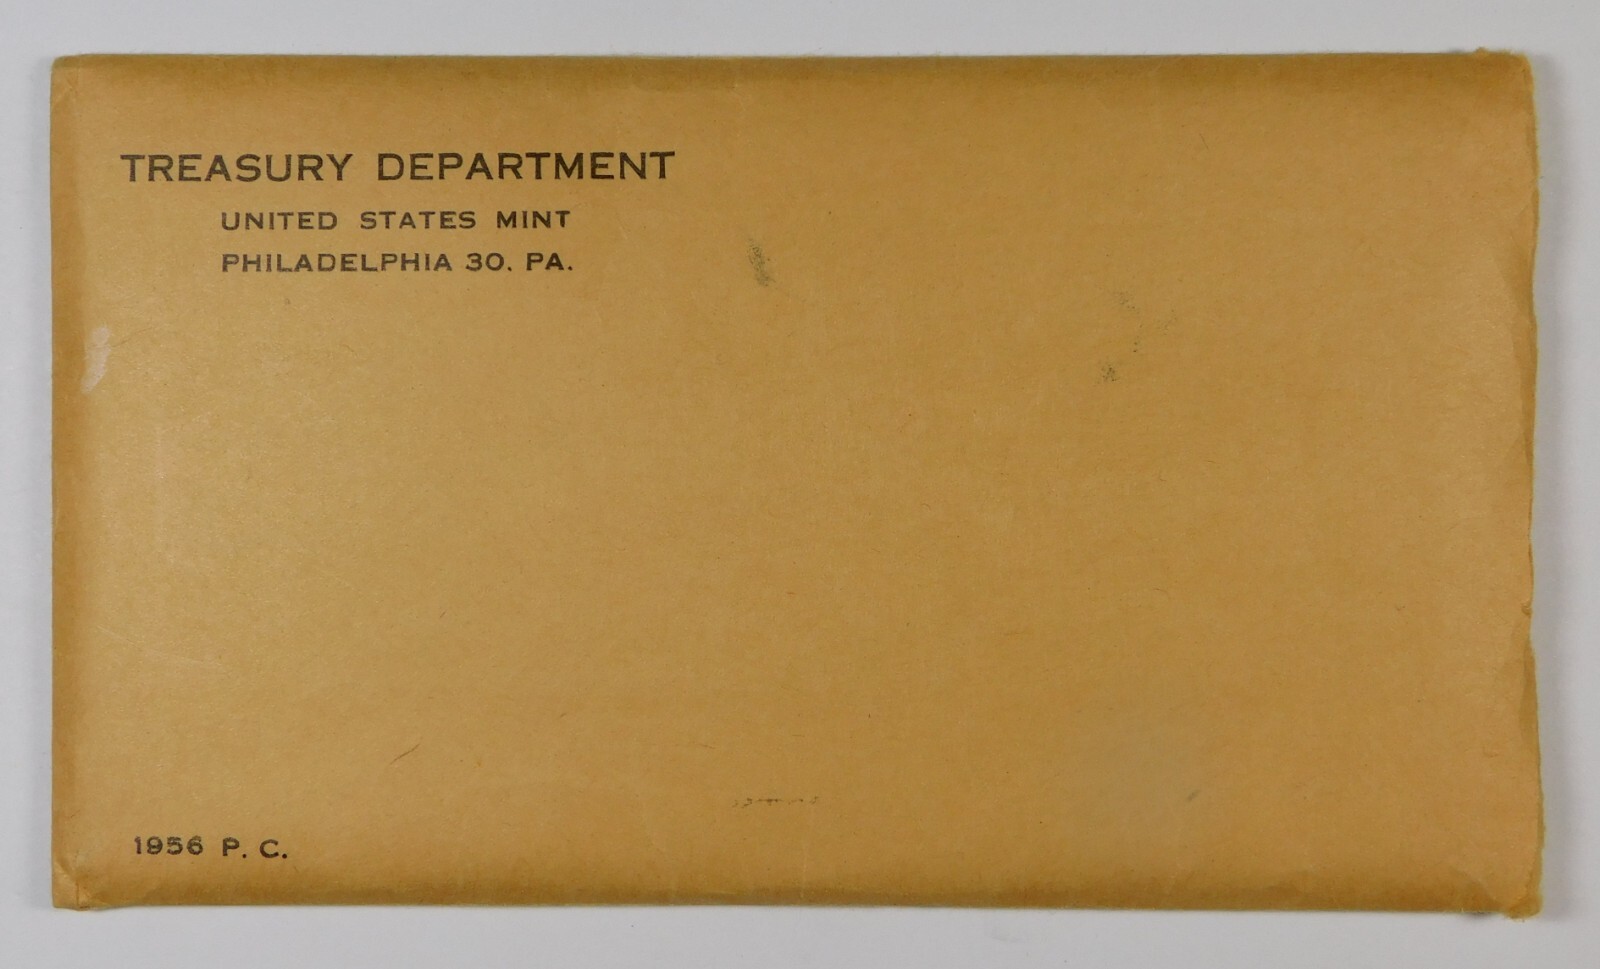 TREASURY DEPARTMENT
UNITED STATES MINT
PHILADELPHIA 30. PA.
1956 P. C.